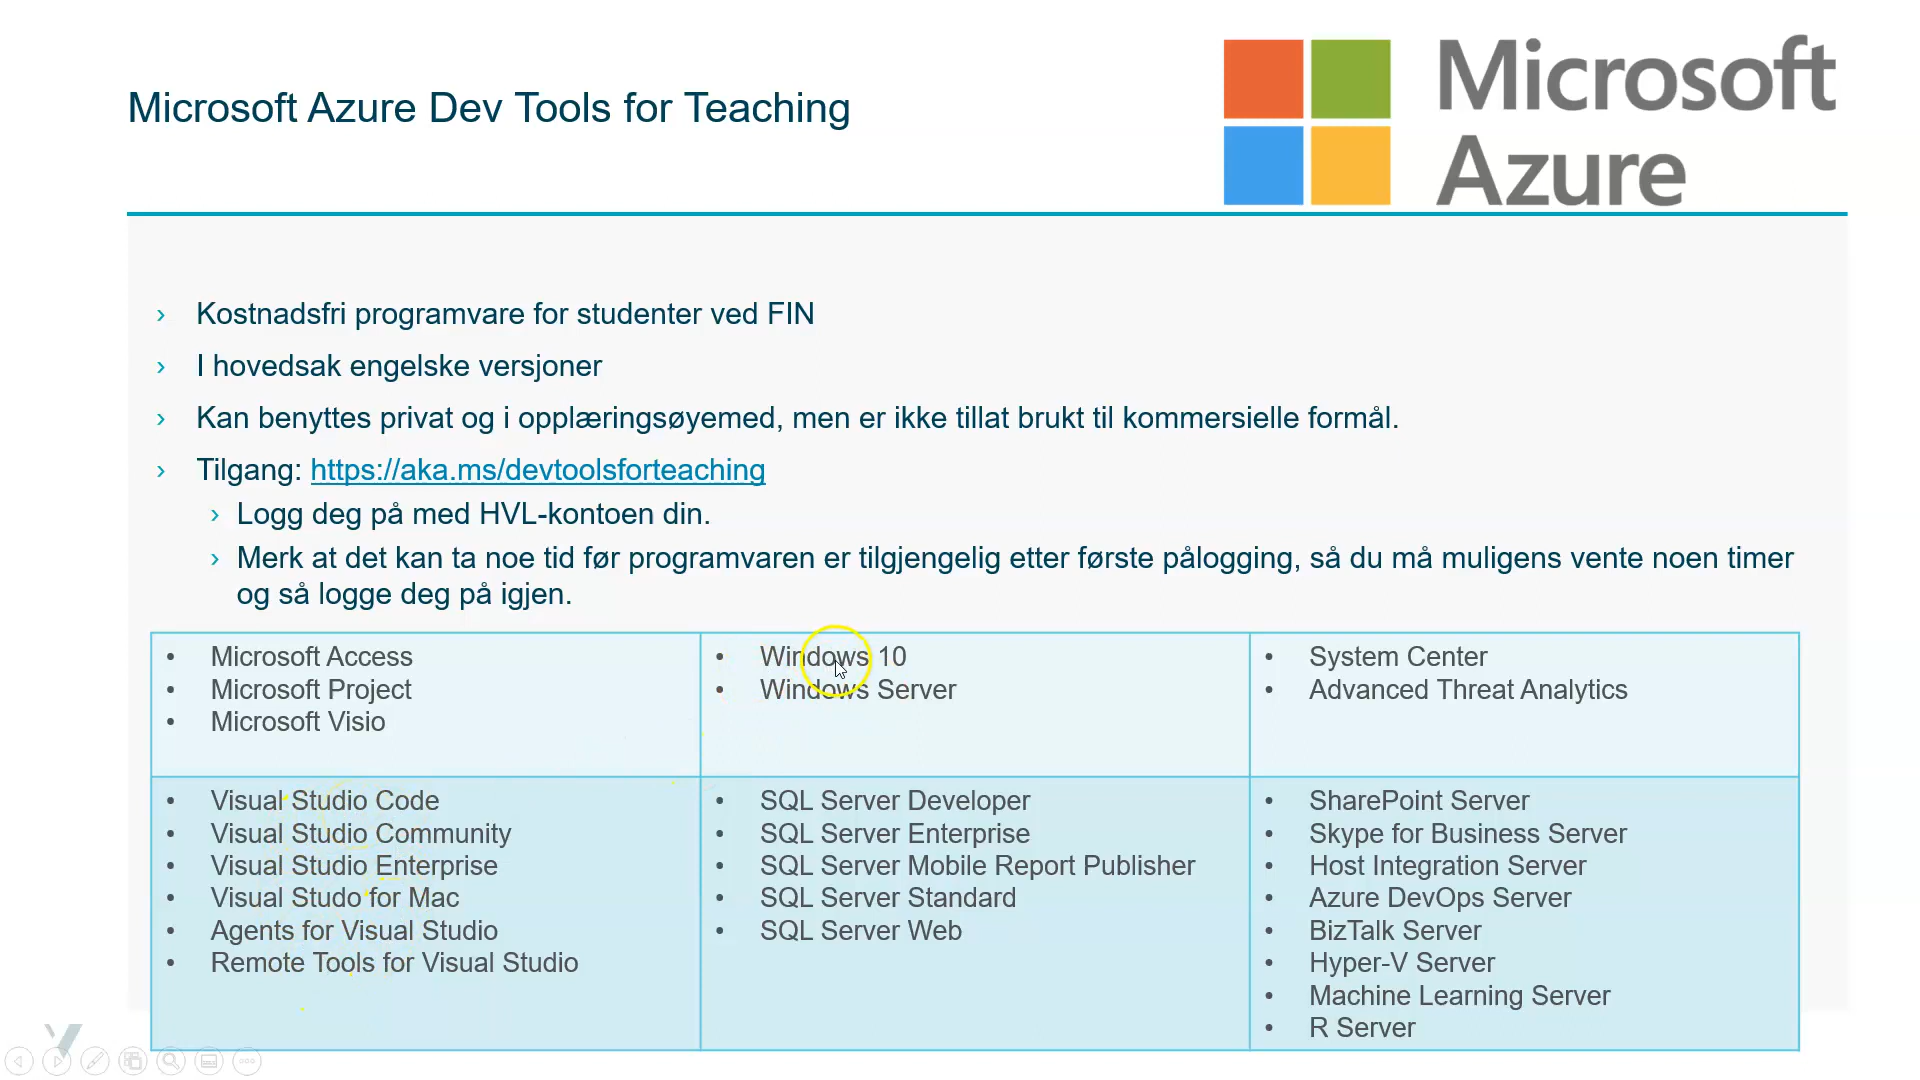 Microsoft
Azure
Microsoft Azure Dev Tools for Teaching
› Kostnadsfri programvare for studenter ved FIN
› I hovedsak engelske versjoner
› Kan benyttes privat og i opplæringsøyemed, men er ikke tillat brukt til kommersielle formål.
› Tilgang: https://aka.ms/devtoolsforteaching
› Logg deg på med HVL-kontoen din.
› Merk at det kan ta noe tid før programvaren er tilgjengelig etter første pålogging, så du må muligens vente noen timer
og så logge deg på igjen.
• Microsoft Access
• Microsoft Project
• Microsoft Visio
• Windows 10
• Windows Server
• System Center
• Advanced Threat Analytics
• Visual Studio Code
• Visual Studio Community
• Visual Studio Enterprise
• Visual Studo for Mac
• Agents for Visual Studio
• Remote Tools for Visual Studio
• SQL Server Developer
• SQL Server Enterprise
• SQL Server Mobile Report Publisher
• SQL Server Standard
• SQL Server Web
• SharePoint Server
• Skype for Business Server
• Host Integration Server
• Azure DevOps Server
• BizTalk Server
• Hyper-V Server
• Machine Learning Server
• R Server